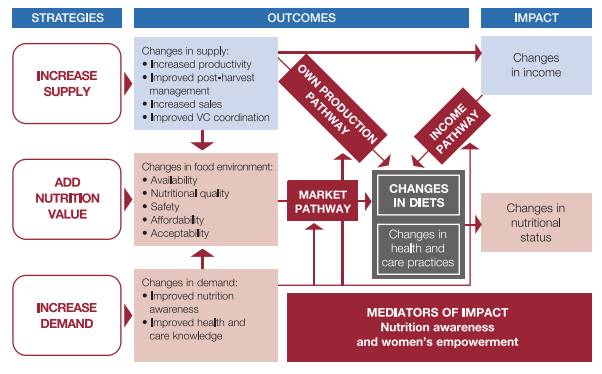 STRATEGIES
OUTCOMES
IMPACT
INCREASE
SUPPLY
Changes in supply:
• Increased productivity
• Improved post-harvest
management
• Increased sales
• Improved VC coordination
OWN PRODUCTION
PATHWAY
INCOME
PATHWAY
Changes
in income
ADD
NUTRITION
VALUE
Changes in food environment:
• Availability
• Nutritional quality
• Safety
• Affordability
• Acceptability
MARKET
PATHWAY
CHANGES
IN DIETS
Changes in
health and
care practices
Changes in
nutritional
status
INCREASE
DEMAND
Changes in demand:
• Improved nutrition
awareness
• Improved health and
care knowledge
MEDIATORS OF IMPACT
Nutrition awareness
and women's empowerment